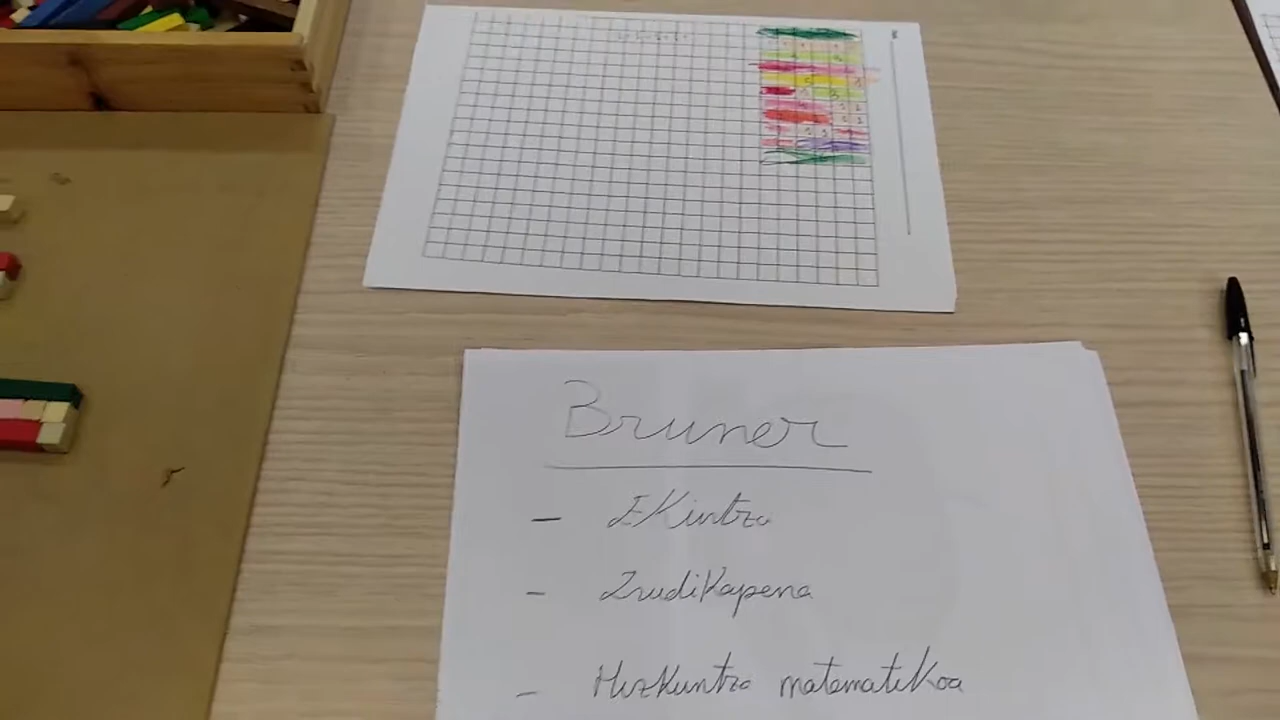 Bruner
- Ekintza
- Irudikapena
- Hizkuntza matematikoa